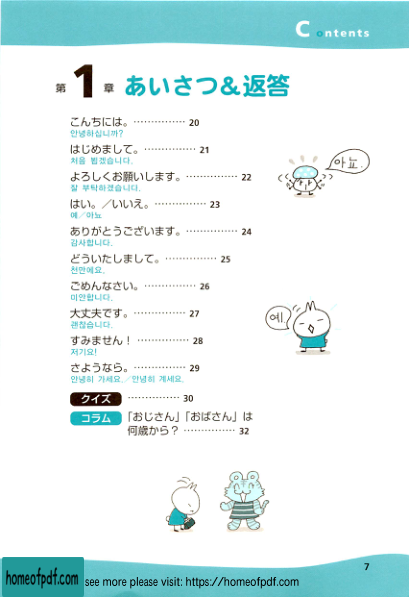 Contents
第1章 あいさつ&返答
こんちには。…………… 20
안녕하십니까?
はじめまして。…………… 21
처음 뵙겠습니다.
よろしくお願いします。…………… 22
잘 부탁하겠습니다.
はい。／いいえ。…………… 23
예／아뇨
ありがとうございます。…………… 24
감사합니다.
どういたしまして。…………… 25
천만에요.
ごめんなさい。…………… 26
미안합니다.
大丈夫です。…………… 27
괜찮습니다.
すみません！…………… 28
저기요!
さようなら。…………… 29
안녕히 가세요.／안녕히 계세요.
クイズ …………… 30
コラム 「おじさん」「おばさん」は
何歳から？…………… 32
아뇨.
예.
7
homeofpdf.com
see more please visit: https://homeofpdf.com